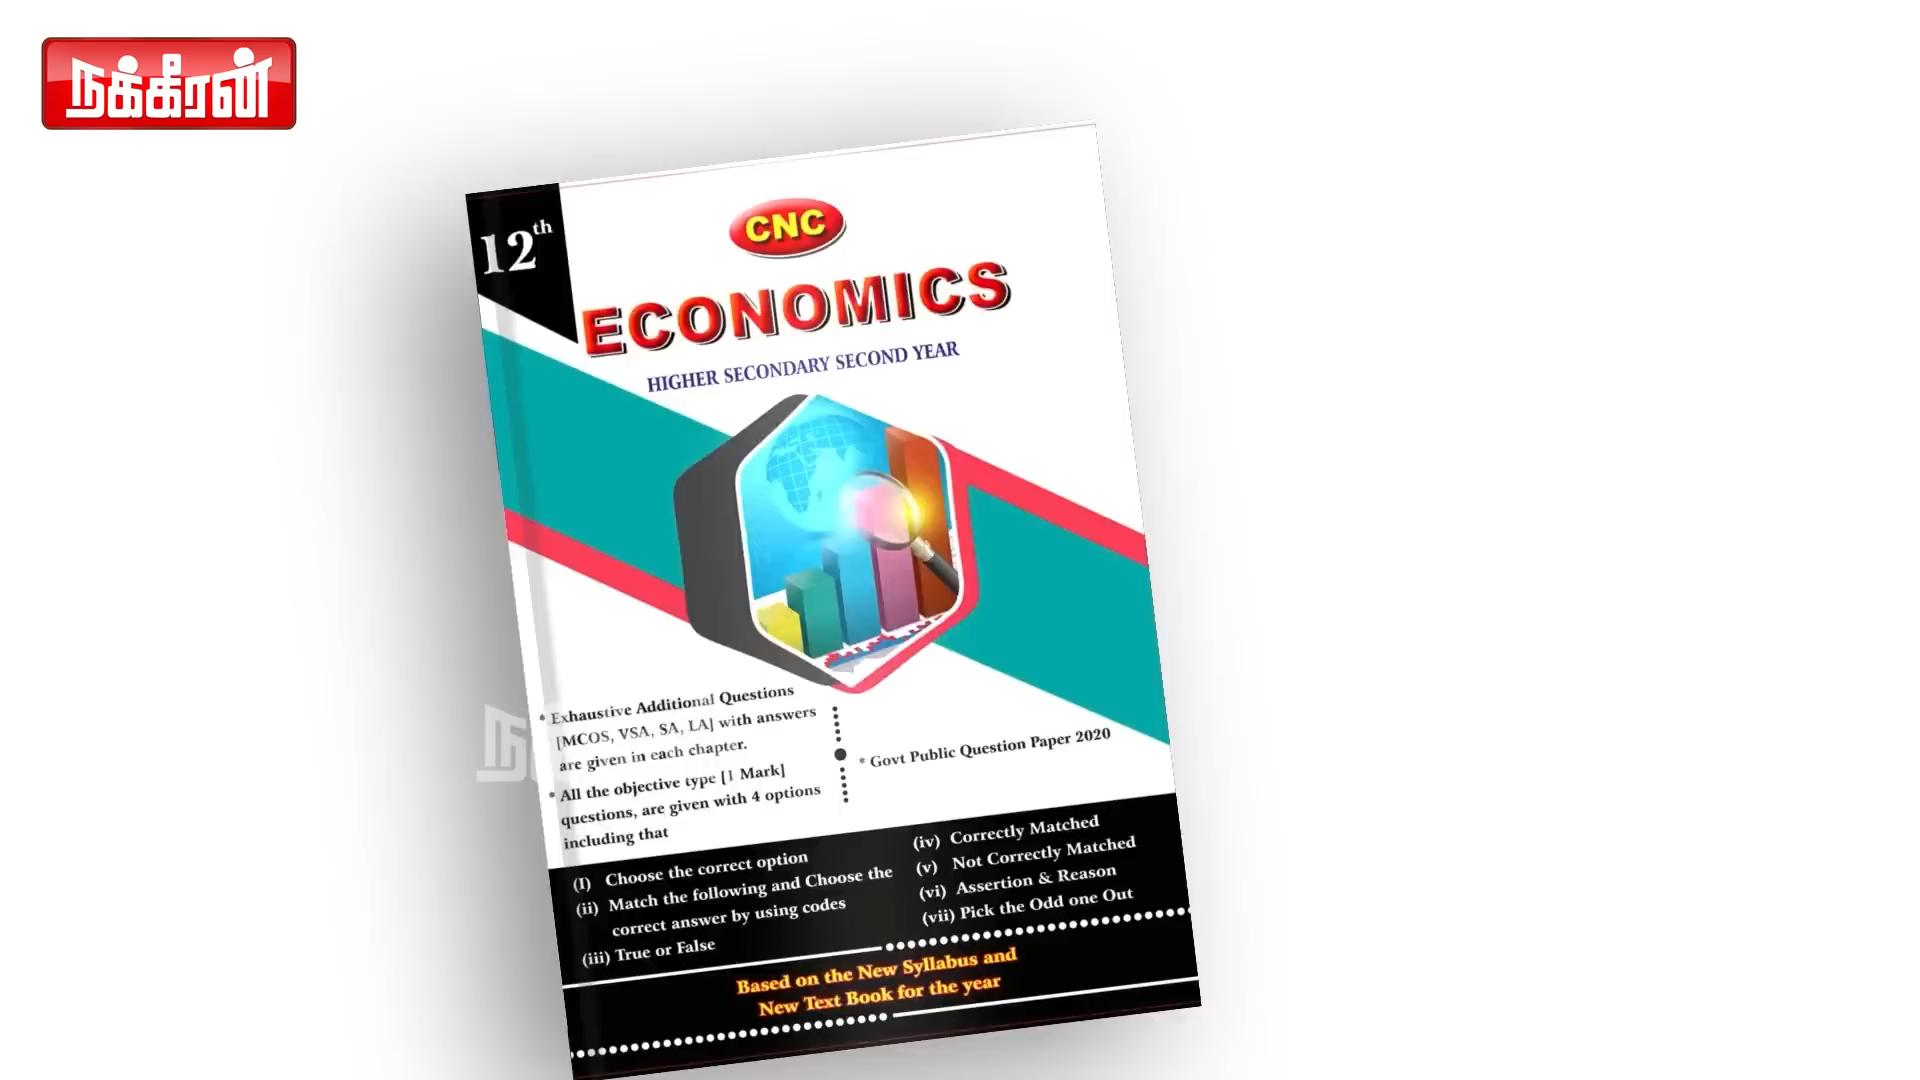 நக்கீரன்
12th
CNC
ECONOMICS
HIGHER SECONDARY SECOND YEAR
* Exhaustive Additional Questions
[MCOS, VSA, SA, LA] with answers
are given in each chapter.
* All the objective type [1 Mark]
questions, are given with 4 options
including that
* Govt Public Question Paper 2020
(I) Choose the correct option
(ii) Match the following and Choose the
correct answer by using codes
(iii) True or False
(iv) Correctly Matched
(v) Not Correctly Matched
(vi) Assertion & Reason
(vii) Pick the Odd one Out
Based on the New Syllabus and
New Text Book for the year